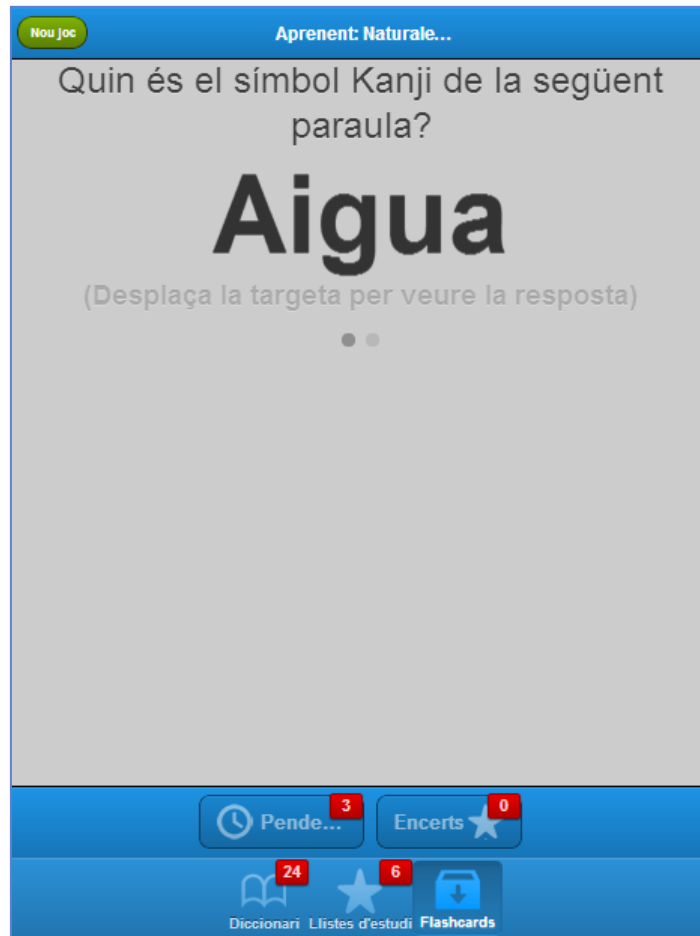 Nou joc
Aprenent: Naturale...
Quin és el símbol Kanji de la següent
paraula?
Aigua
(Desplaça la targeta per veure la resposta)
Pende... 3
Encerts 0
24 6
Diccionari Llistes d'estudi Flashcards